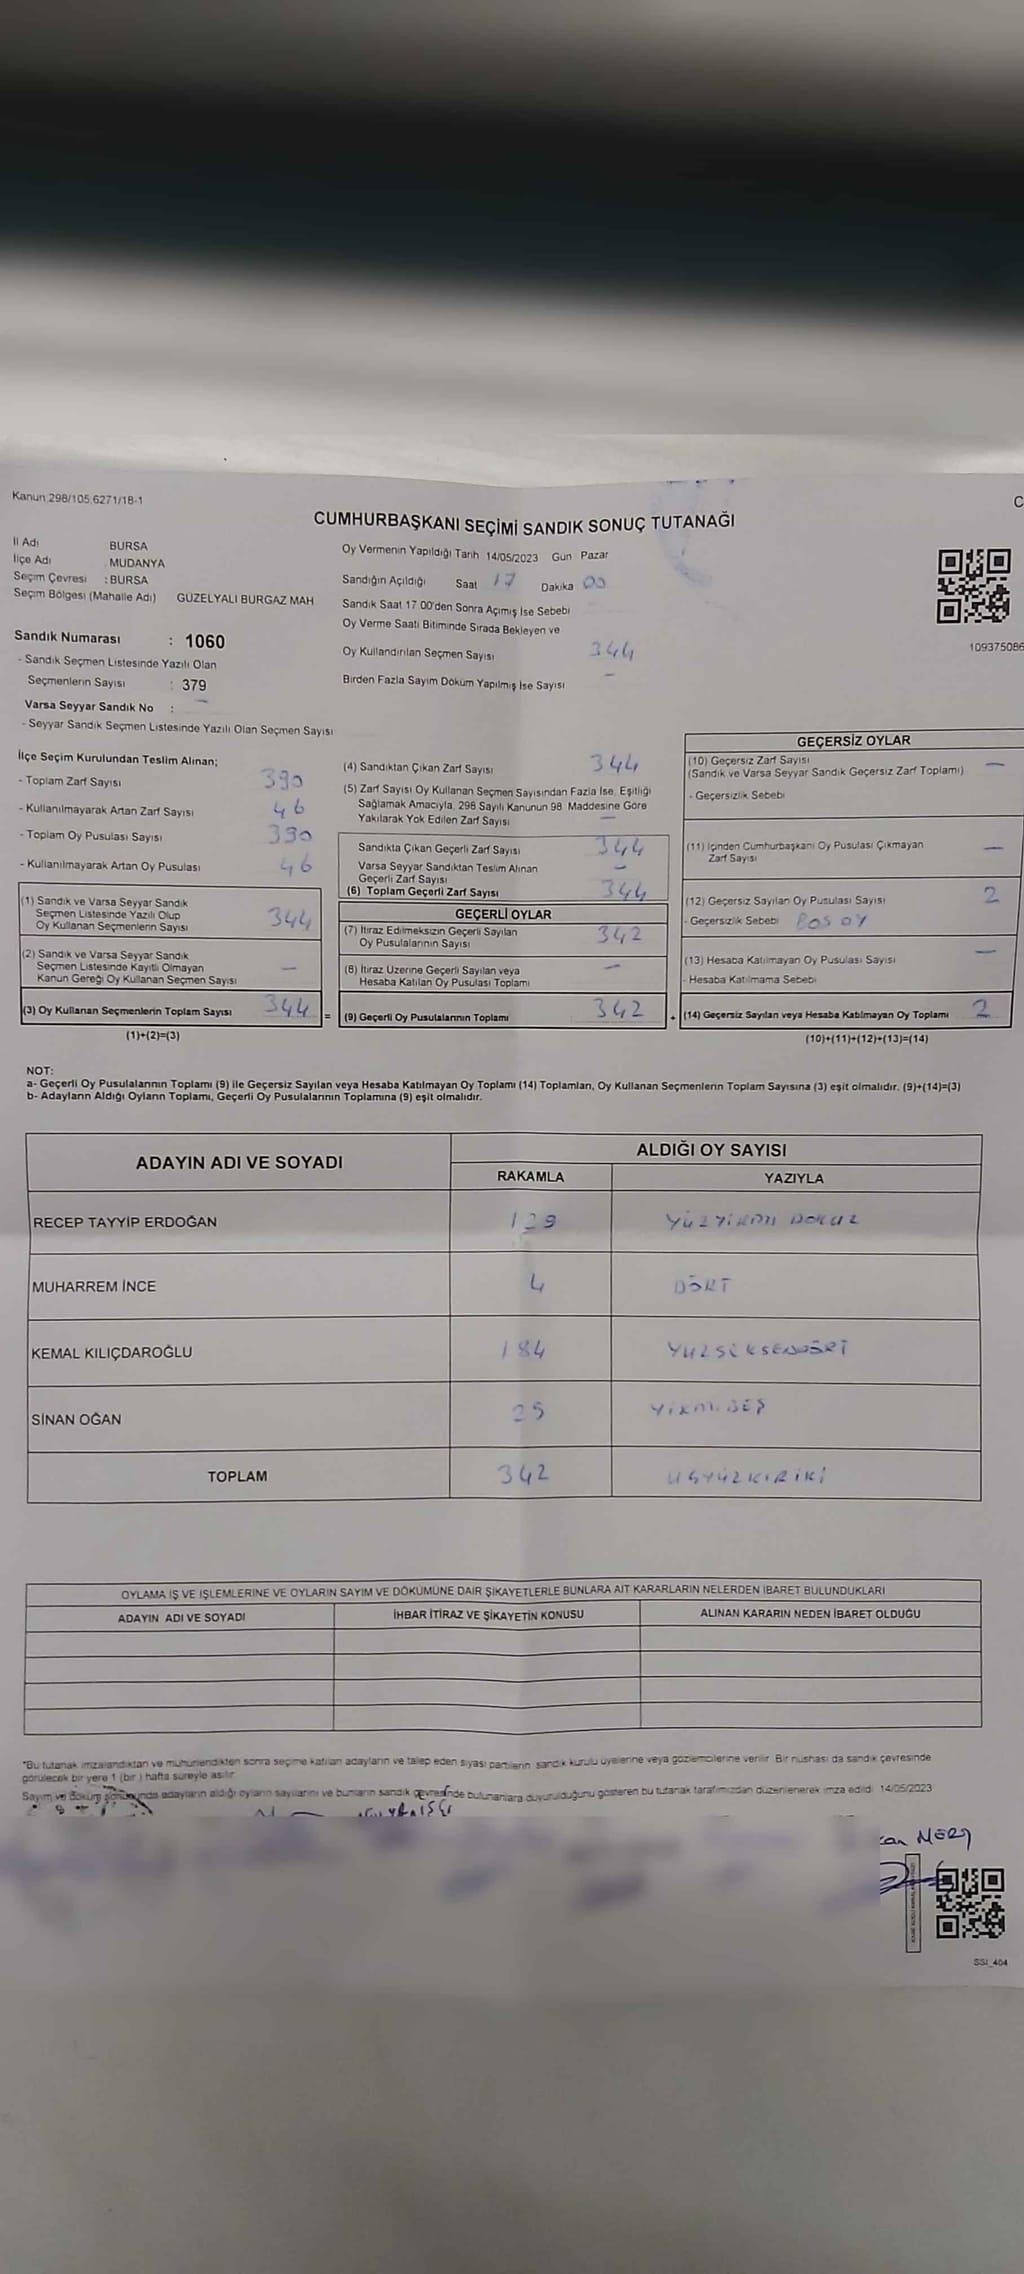 Kanun 298/105 6271/18-1
C
CUMHURBAŞKANI SEÇİMİ SANDIK SONUÇ TUTANAĞI
İl Adı BURSA
İlçe Adı MUDANYA
Seçim Çevresi : BURSA
Seçim Bölgesi (Mahalle Adı) GÜZELYALI BURGAZ MAH
Sandık Numarası : 1060
- Sandık Seçmen Listesinde Yazılı Olan
Seçmenlerin Sayısı : 379
Varsa Seyyar Sandık No : –
- Seyyar Sandık Seçmen Listesinde Yazılı Olan Seçmen Sayısı
Oy Vermenin Yapıldığı Tarih 14/05/2023 Gün Pazar
Sandığın Açıldığı Saat 17 Dakika 00
Sandık Saat 17 00'den Sonra Açımış İse Sebebi
Oy Verme Saati Bitiminde Sırada Bekleyen ve
Oy Kullandırılan Seçmen Sayısı 344
Birden Fazla Sayım Döküm Yapılmış İse Sayısı –
109375086
İlçe Seçim Kurulundan Teslim Alınan;
- Toplam Zarf Sayısı 390
- Kullanılmayarak Artan Zarf Sayısı 46
- Toplam Oy Pusulası Sayısı 390
- Kullanılmayarak Artan Oy Pusulası 46
(1) Sandık ve Varsa Seyyar Sandık
Seçmen Listesinde Yazılı Olup
Oy Kullanan Seçmenlerin Sayısı 344
(2) Sandık ve Varsa Seyyar Sandık
Seçmen Listesinde Kayıtlı Olmayan
Kanun Gereği Oy Kullanan Seçmen Sayısı –
(3) Oy Kullanan Seçmenlerin Toplam Sayısı 344 =
(1)+(2)=(3)
(4) Sandıktan Çıkan Zarf Sayısı 344
(5) Zarf Sayısı Oy Kullanan Seçmen Sayısından Fazla İse, Eşitliği
Sağlamak Amacıyla, 298 Sayılı Kanunun 98. Maddesine Göre
Yakılarak Yok Edilen Zarf Sayısı –
Sandıkta Çıkan Geçerli Zarf Sayısı 344
Varsa Seyyar Sandıktan Teslim Alınan
Geçerli Zarf Sayısı –
(6) Toplam Geçerli Zarf Sayısı 344
GEÇERLİ OYLAR
(7) İtiraz Edilmeksizin Geçerli Sayılan
Oy Pusulalarının Sayısı 342
(8) İtiraz Üzerine Geçerli Sayılan veya
Hesaba Katılan Oy Pusulası Toplamı –
(9) Geçerli Oy Pusulalarının Toplamı 342 +
GEÇERSİZ OYLAR
(10) Geçersiz Zarf Sayısı –
(Sandık ve Varsa Seyyar Sandık Geçersiz Zarf Toplamı)
- Geçersizlik Sebebi
(11) İçinden Cumhurbaşkanı Oy Pusulası Çıkmayan
Zarf Sayısı –
(12) Geçersiz Sayılan Oy Pusulası Sayısı 2
- Geçersizlik Sebebi BOŞ OY
(13) Hesaba Katılmayan Oy Pusulası Sayısı –
- Hesaba Katılmama Sebebi
(14) Geçersiz Sayılan veya Hesaba Katılmayan Oy Toplamı 2
(10)+(11)+(12)+(13)=(14)
NOT:
a- Geçerli Oy Pusulalarının Toplamı (9) ile Geçersiz Sayılan veya Hesaba Katılmayan Oy Toplamı (14) Toplamları, Oy Kullanan Seçmenlerin Toplam Sayısına (3) eşit olmalıdır. (9)+(14)=(3)
b- Adayların Aldığı Oyların Toplamı, Geçerli Oy Pusulalarının Toplamına (9) eşit olmalıdır.
ADAYIN ADI VE SOYADI ALDIĞI OY SAYISI
RAKAMLA YAZIYLA
RECEP TAYYİP ERDOĞAN 129 YÜZYİRMİ DOKUZ
MUHARREM İNCE 4 DÖRT
KEMAL KILIÇDAROĞLU 184 YÜZSEKSENDÖRT
SİNAN OĞAN 25 YİRMİBEŞ
TOPLAM 342 ÜÇYÜZKIRIKİ
OYLAMA İŞ VE İŞLEMLERİNE VE OYLARIN SAYIM VE DÖKÜMÜNE DAİR ŞİKAYETLERLE BUNLARA AİT KARARLARIN NELERDEN İBARET BULUNDUKLARI
ADAYIN ADI VE SOYADI İHBAR İTİRAZ VE ŞİKAYETİN KONUSU ALINAN KARARIN NEDEN İBARET OLDUĞU
*Bu tutanak imzalandıktan ve mühürlendikten sonra seçime katılan adayların ve talep eden siyasi partilerin sandık kurulu üyelerine veya gözlemcilerine verilir. Bir nüshası da sandık çevresinde
görülecek bir yere 1 (bir) hafta süreyle asılır.
Sayım ve döküm sonucunda adayların aldığı oyların sayılarını ve bunların sandık çevresinde bulunanlara duyurulduğunu gösteren bu tutanak tarafımızdan düzenlenerek imza edildi. 14/05/2023
MERT
SSI_404